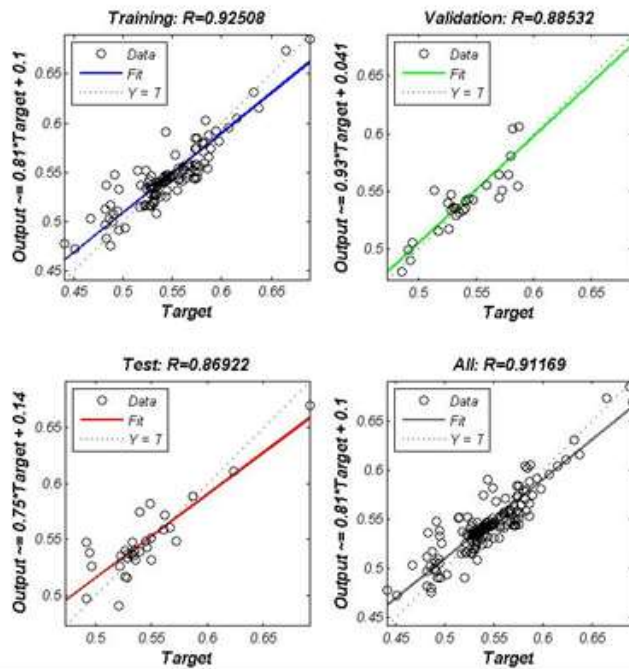 Training: R=0.92508
Output ~= 0.81*Target + 0.1
Data
Fit
Y = T
0.65
0.6
0.55
0.5
0.45
0.45 0.5 0.55 0.6 0.65
Target
Validation: R=0.88532
Output ~= 0.93*Target + 0.041
Data
Fit
Y = T
0.65
0.6
0.55
0.5
0.5 0.55 0.6 0.65
Target
Test: R=0.86922
Output ~= 0.75*Target + 0.14
Data
Fit
Y = T
0.65
0.6
0.55
0.5
0.5 0.55 0.6 0.65
Target
All: R=0.91169
Output ~= 0.81*Target + 0.1
Data
Fit
Y = T
0.65
0.6
0.55
0.5
0.45
0.45 0.5 0.55 0.6 0.65
Target